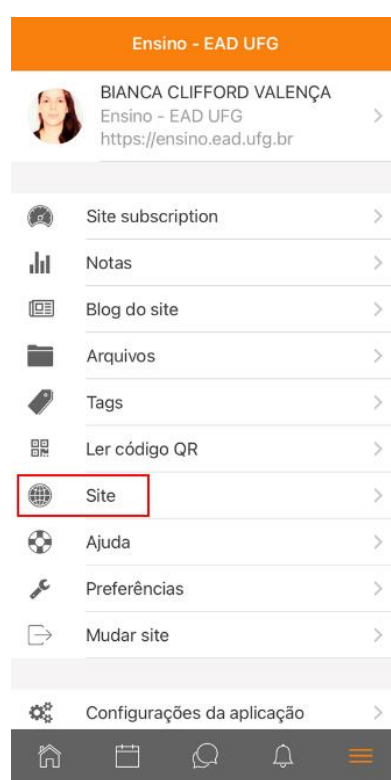 Ensino - EAD UFG
BIANCA CLIFFORD VALENÇA
Ensino - EAD UFG
https://ensino.ead.ufg.br
Site subscription
Notas
Blog do site
Arquivos
Tags
Ler código QR
Site
Ajuda
Preferências
Mudar site
Configurações da aplicação